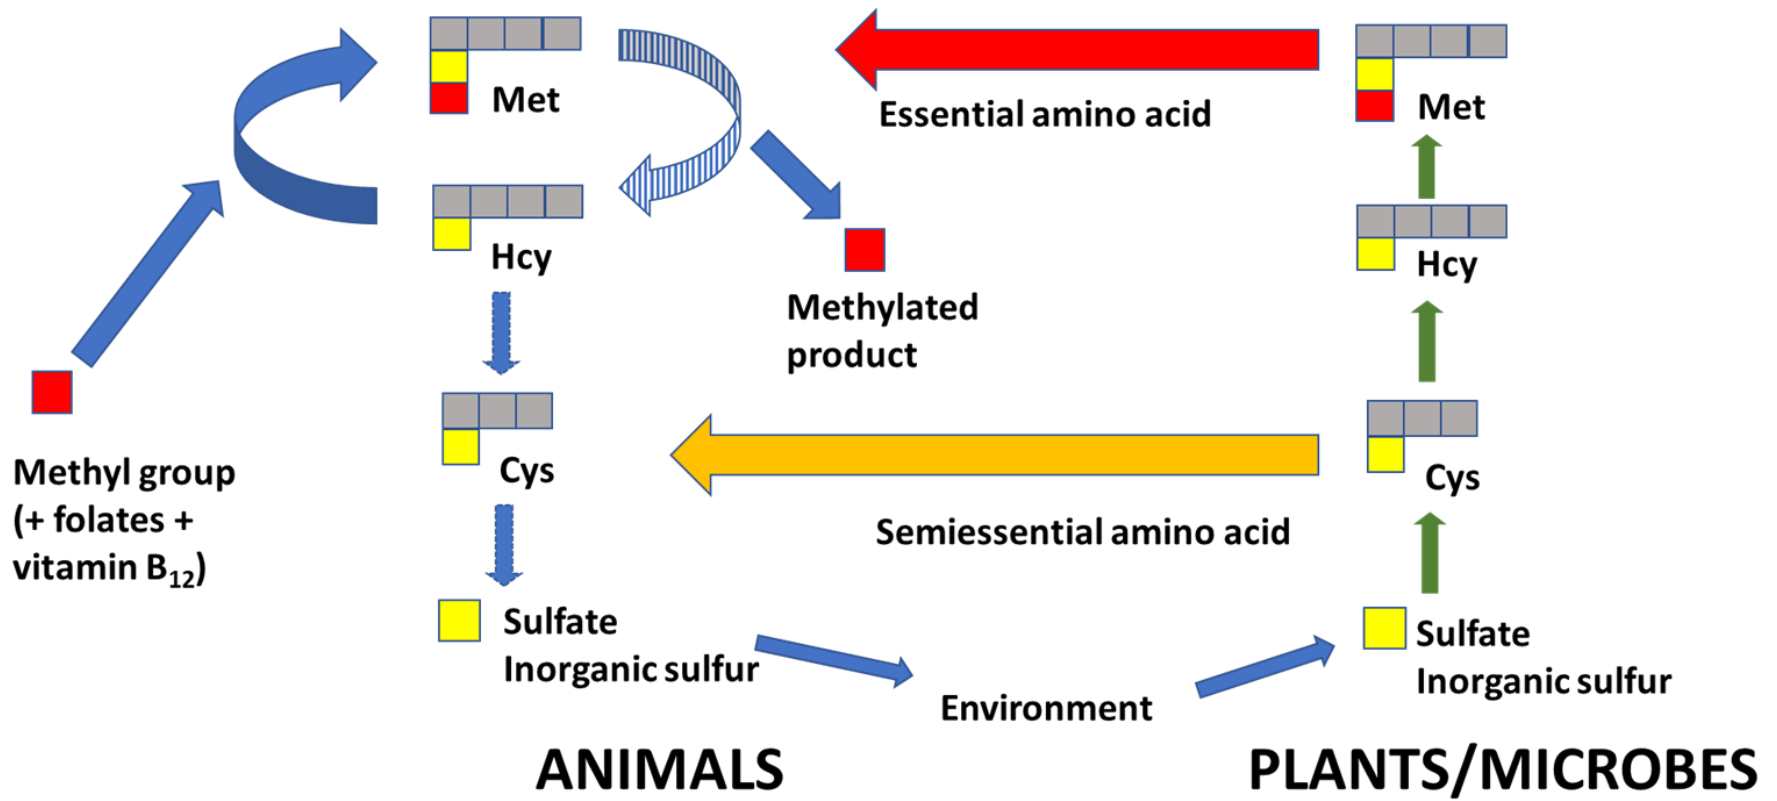 Met
Essential amino acid
Met
Hcy
Hcy
Methylated
product
Methyl group
(+ folates +
vitamin B₁₂)
Cys
Cys
Semiessential amino acid
Sulfate
Inorganic sulfur
Sulfate
Inorganic sulfur
Environment
ANIMALS
PLANTS/MICROBES